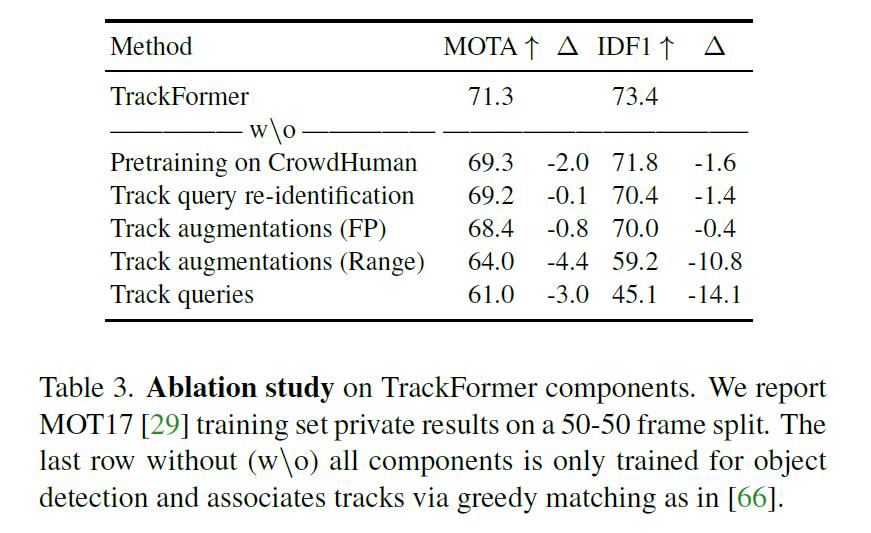 Method MOTA ↑ Δ IDF1 ↑ Δ
TrackFormer 71.3 73.4
———— w\o ————
Pretraining on CrowdHuman 69.3 -2.0 71.8 -1.6
Track query re-identification 69.2 -0.1 70.4 -1.4
Track augmentations (FP) 68.4 -0.8 70.0 -0.4
Track augmentations (Range) 64.0 -4.4 59.2 -10.8
Track queries 61.0 -3.0 45.1 -14.1
Table 3. Ablation study on TrackFormer components. We report
MOT17 [29] training set private results on a 50-50 frame split. The
last row without (w\o) all components is only trained for object
detection and associates tracks via greedy matching as in [66].